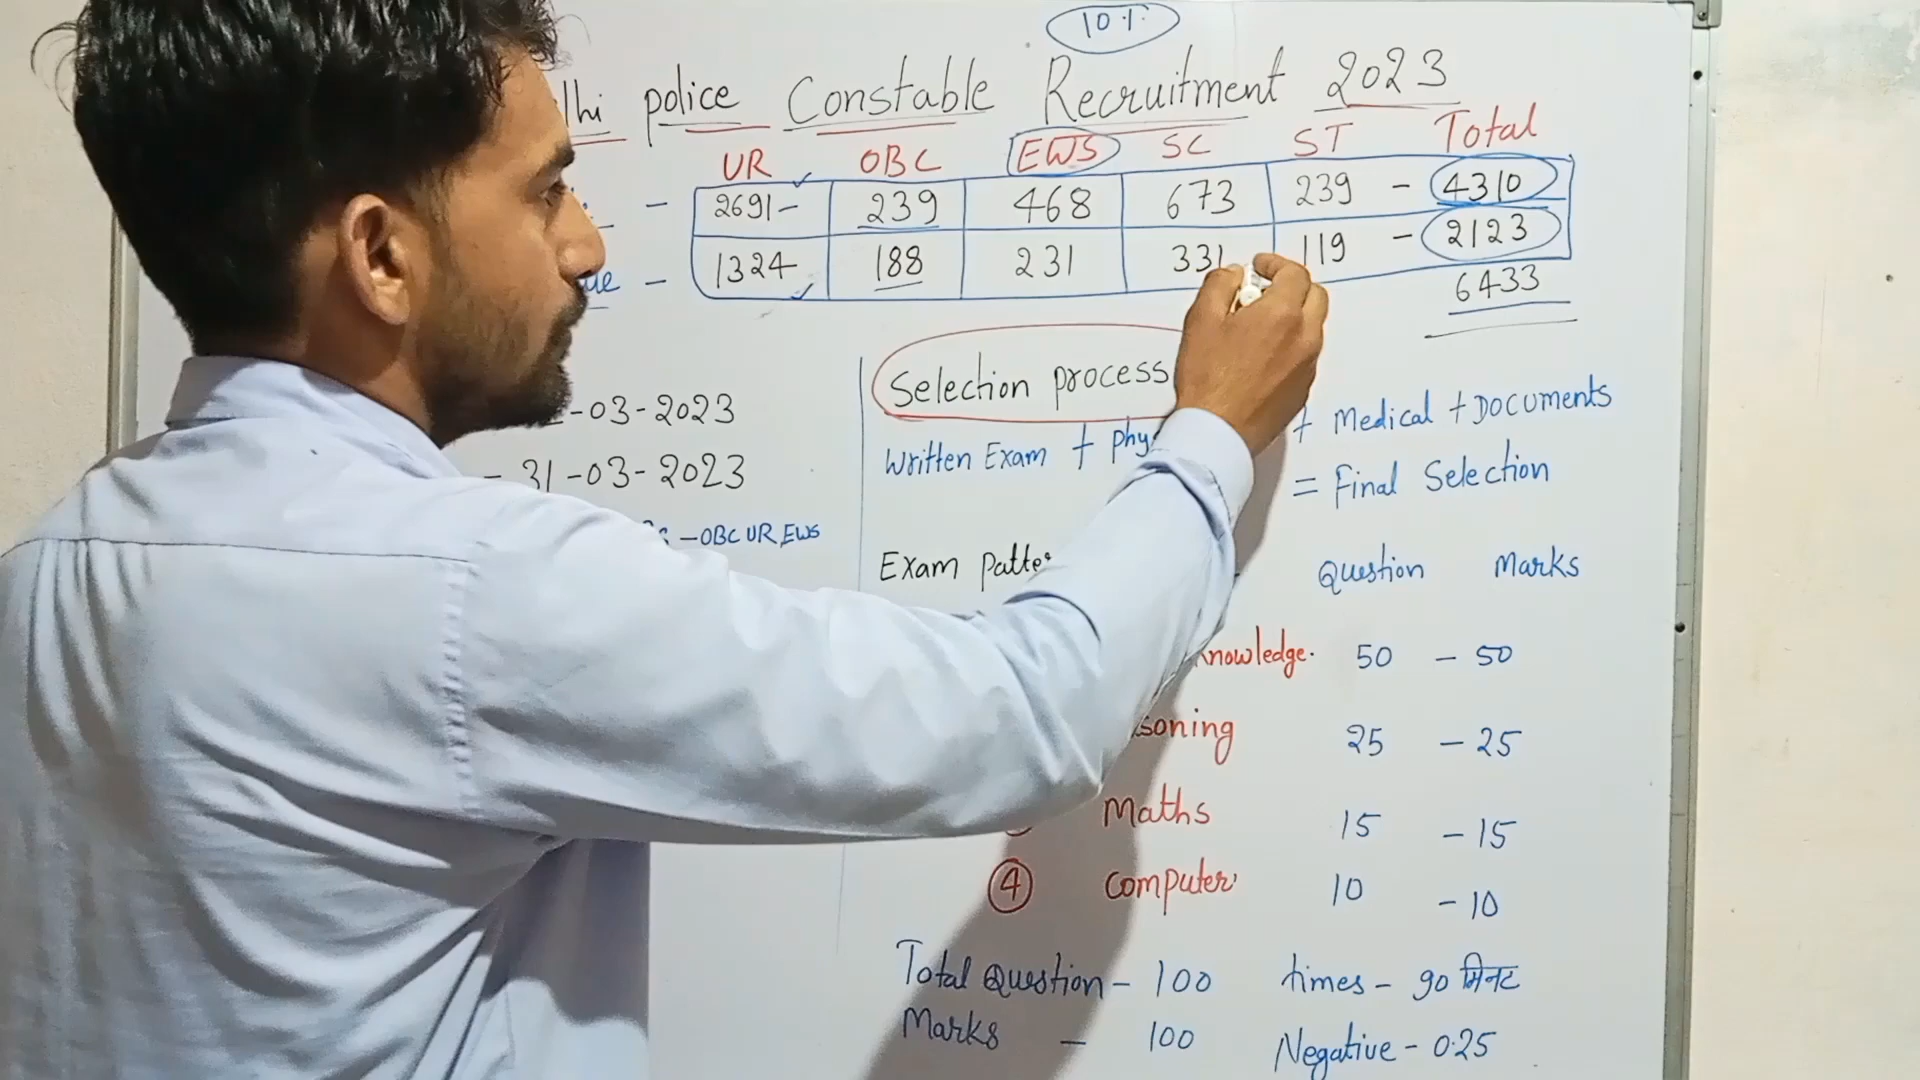 10%
lhi police Constable Recruitment 2023
UR OBC EWS SC ST Total
- 2691- 239 468 673 239 - 4310
- 1324 188 231 331 119 - 2123
6433
-03-2023
- 31-03-2023
-OBC UR EWS
Selection process
Written Exam + phy + Medical + Documents
= Final Selection
Exam Patte Question Marks
knowledge. 50 - 50
soning 25 - 25
Maths 15 - 15
④ Computer 10 - 10
Total Question - 100 times - 90 मिनट
Marks - 100 Negative - 0.25